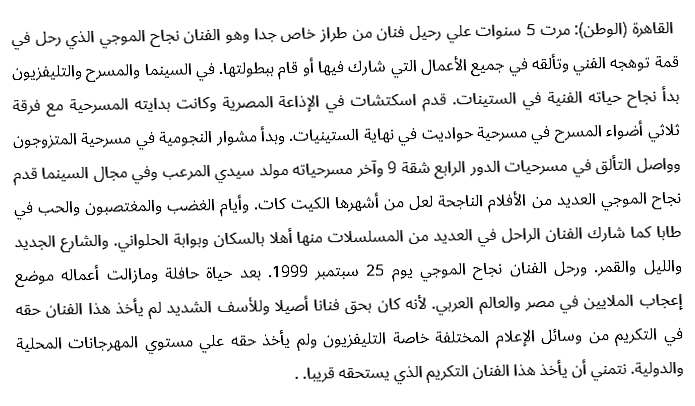 القاهرة (الوطن): مرت 5 سنوات علي رحيل فنان من طراز خاص جدا وهو الفنان نجاح الموجي الذي رحل في
قمة توهجه الفني وتألقه في جميع الأعمال التي شارك فيها أو قام ببطولتها. في السينما والمسرح والتليفزيون
بدأ نجاح حياته الفنية في الستينات. قدم اسكتشات في الإذاعة المصرية وكانت بدايته المسرحية مع فرقة
ثلاثي أضواء المسرح في مسرحية حواديت في نهاية الستينيات. وبدأ مشوار النجومية في مسرحية المتزوجون
وواصل التألق في مسرحيات الدور الرابع شقة 9 وآخر مسرحياته مولد سيدي المرعب وفي مجال السينما قدم
نجاح الموجي العديد من الأفلام الناجحة لعل من أشهرها الكيت كات. وأيام الغضب والمغتصبون والحب في
طابا كما شارك الفنان الراحل في العديد من المسلسلات منها أهلا بالسكان وبوابة الحلواني. والشارع الجديد
والليل والقمر. ورحل الفنان نجاح الموجي يوم 25 سبتمبر 1999. بعد حياة حافلة ومازالت أعماله موضع
إعجاب الملايين في مصر والعالم العربي. لأنه كان بحق فنانا أصيلا وللأسف الشديد لم يأخذ هذا الفنان حقه
في التكريم من وسائل الإعلام المختلفة خاصة التليفزيون ولم يأخذ حقه علي مستوي المهرجانات المحلية
والدولية. نتمني أن يأخذ هذا الفنان التكريم الذي يستحقه قريبا. .